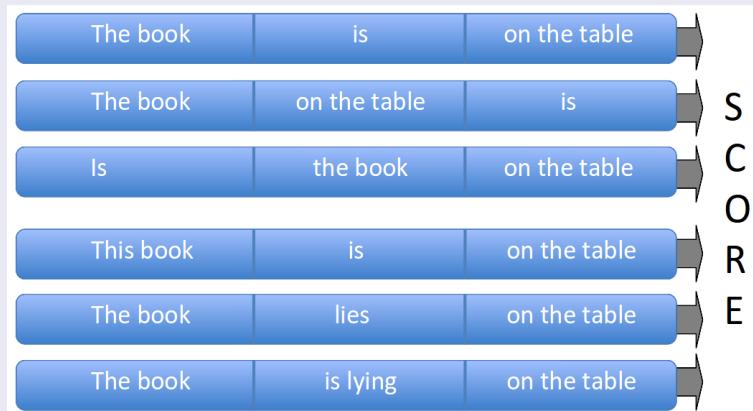 The book is on the table
The book on the table is
Is the book on the table
This book is on the table
The book lies on the table
The book is lying on the table
SCORE